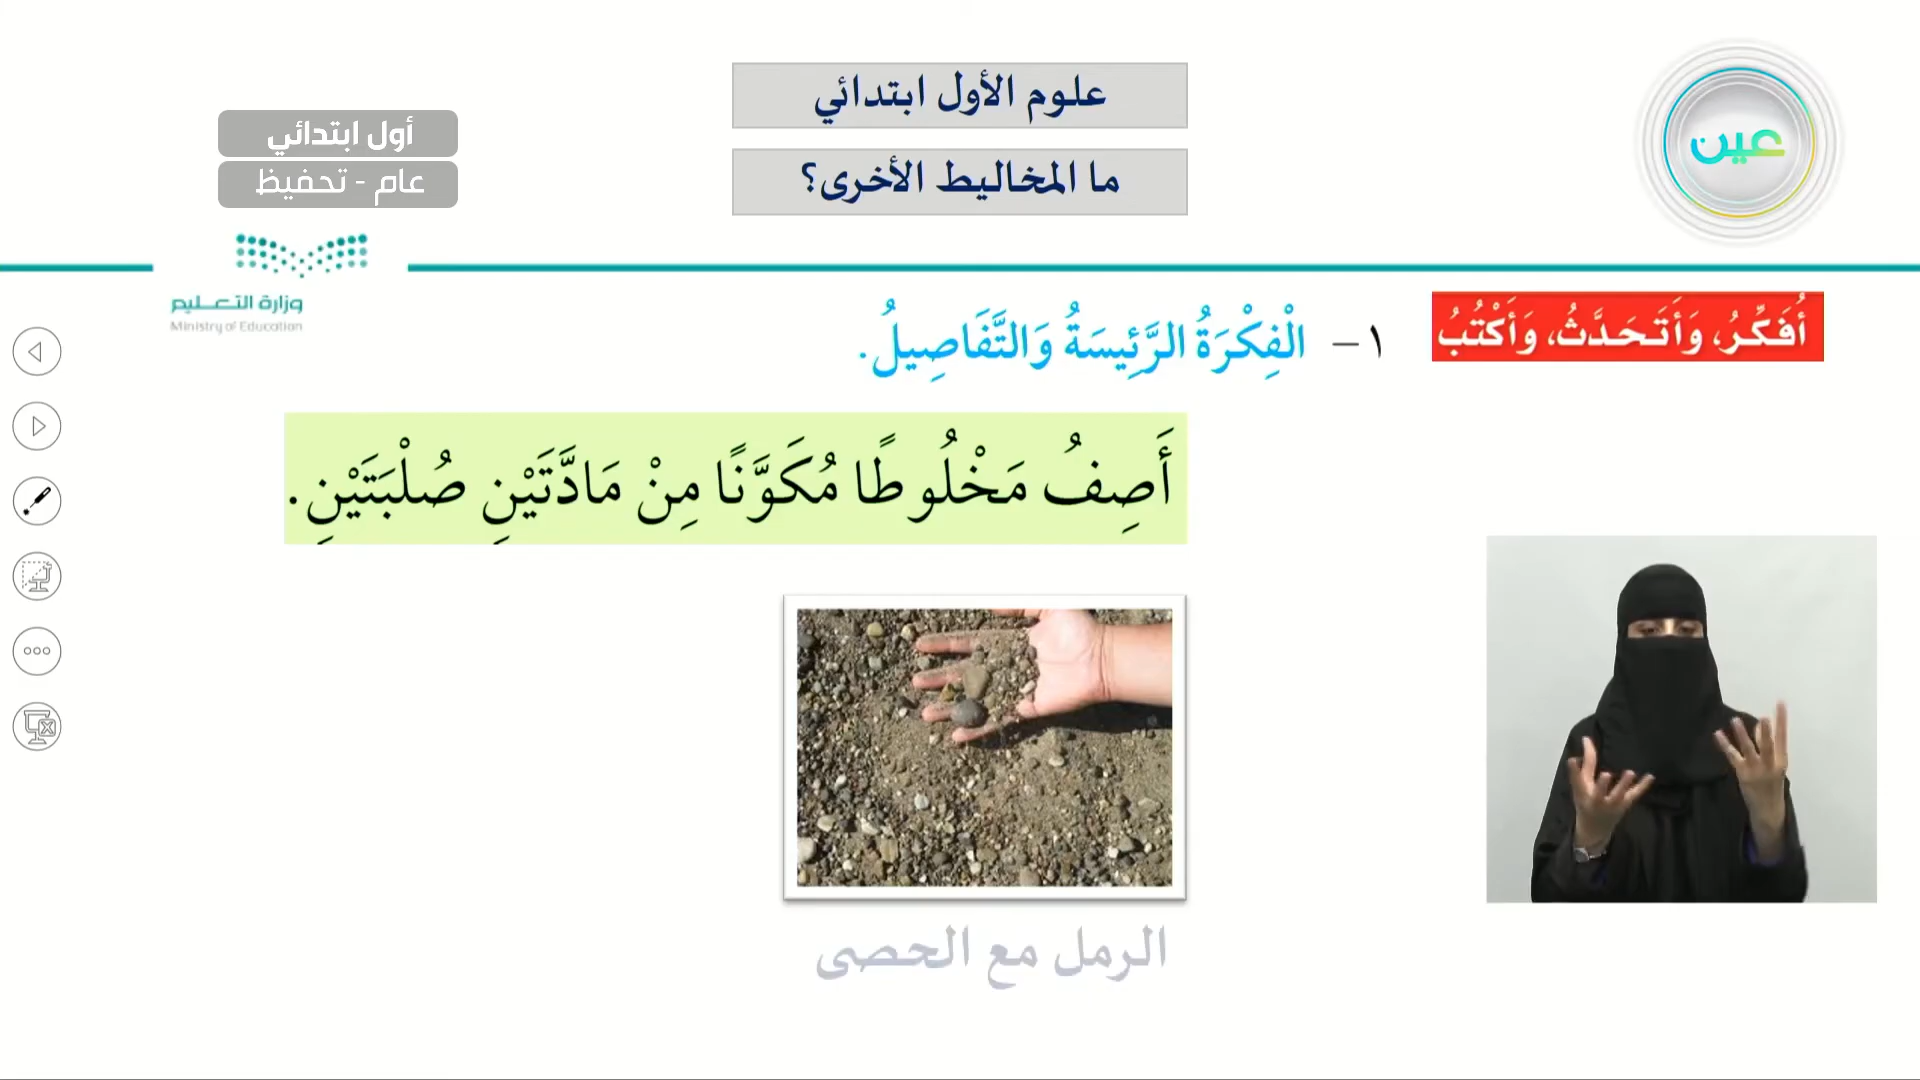 علوم الأول ابتدائي
ما المخاليط الأخرى؟
عين
أول ابتدائي
عام - تحفيظ
وزارة التعليم
Ministry of Education
أُفَكِّرُ، وَأَتَحَدَّثُ، وَأَكْتُبُ
١ – الْفِكْرَةُ الرَّئِيسَةُ وَالتَّفَاصِيلُ.
أَصِفُ مَخْلُوطًا مُكَوَّنًا مِنْ مَادَّتَيْنِ صُلْبَتَيْنِ.
الرمل مع الحصى